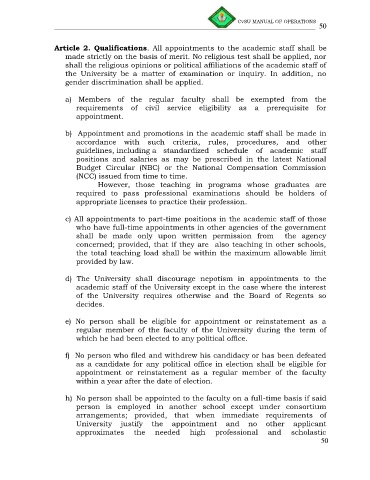 CvSU MANUAL OF OPERATIONS
50
Article 2. Qualifications. All appointments to the academic staff shall be
made strictly on the basis of merit. No religious test shall be applied, nor
shall the religious opinions or political affiliations of the academic staff of
the University be a matter of examination or inquiry. In addition, no
gender discrimination shall be applied.
a) Members of the regular faculty shall be exempted from the
requirements of civil service eligibility as a prerequisite for
appointment.
b) Appointment and promotions in the academic staff shall be made in
accordance with such criteria, rules, procedures, and other
guidelines, including a standardized schedule of academic staff
positions and salaries as may be prescribed in the latest National
Budget Circular (NBC) or the National Compensation Commission
(NCC) issued from time to time.
However, those teaching in programs whose graduates are
required to pass professional examinations should be holders of
appropriate licenses to practice their profession.
c) All appointments to part-time positions in the academic staff of those
who have full-time appointments in other agencies of the government
shall be made only upon written permission from the agency
concerned; provided, that if they are also teaching in other schools,
the total teaching load shall be within the maximum allowable limit
provided by law.
d) The University shall discourage nepotism in appointments to the
academic staff of the University except in the case where the interest
of the University requires otherwise and the Board of Regents so
decides.
e) No person shall be eligible for appointment or reinstatement as a
regular member of the faculty of the University during the term of
which he had been elected to any political office.
f) No person who filed and withdrew his candidacy or has been defeated
as a candidate for any political office in election shall be eligible for
appointment or reinstatement as a regular member of the faculty
within a year after the date of election.
h) No person shall be appointed to the faculty on a full-time basis if said
person is employed in another school except under consortium
arrangements; provided, that when immediate requirements of
University justify the appointment and no other applicant
approximates the needed high professional and scholastic
50